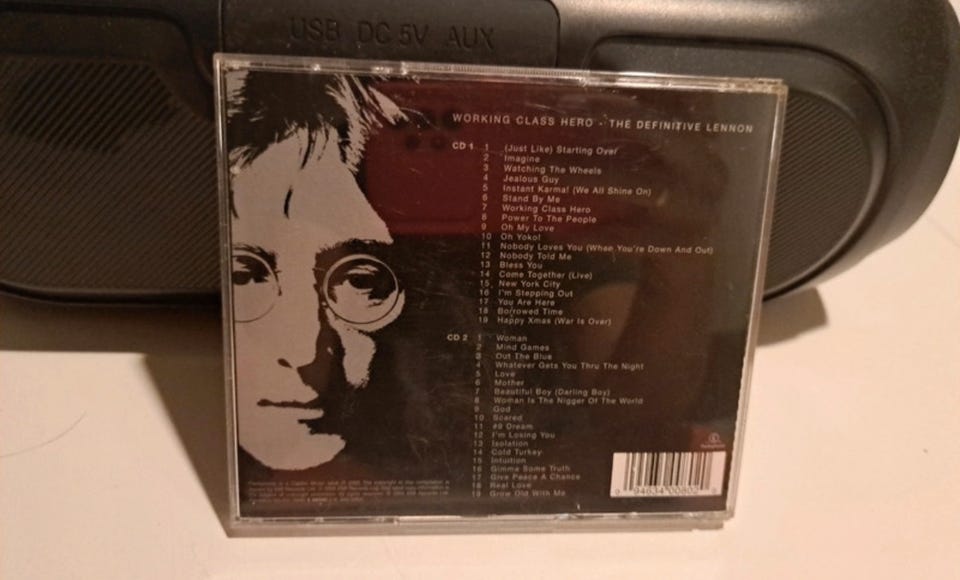 USB DC 5V AUX
WORKING CLASS HERO - THE DEFINITIVE LENNON
CD 1 1 (Just Like) Starting Over
2 Imagine
3 Watching The Wheels
4 Jealous Guy
5 Instant Karma! (We All Shine On)
6 Stand By Me
7 Working Class Hero
8 Power To The People
9 Oh My Love
10 Oh Yoko!
11 Nobody Loves You (When You're Down And Out)
12 Nobody Told Me
13 Bless You
14 Come Together (Live)
15 New York City
16 I'm Stepping Out
17 You Are Here
18 Borrowed Time
19 Happy Xmas (War Is Over)
CD 2 1 Woman
2 Mind Games
3 Out The Blue
4 Whatever Gets You Thru The Night
5 Love
6 Mother
7 Beautiful Boy (Darling Boy)
8 Woman Is The Nigger Of The World
9 God
10 Scared
11 #9 Dream
12 I'm Losing You
13 Isolation
14 Cold Turkey
15 Intuition
16 Gimme Some Truth
17 Give Peace A Chance
18 Real Love
19 Grow Old With Me